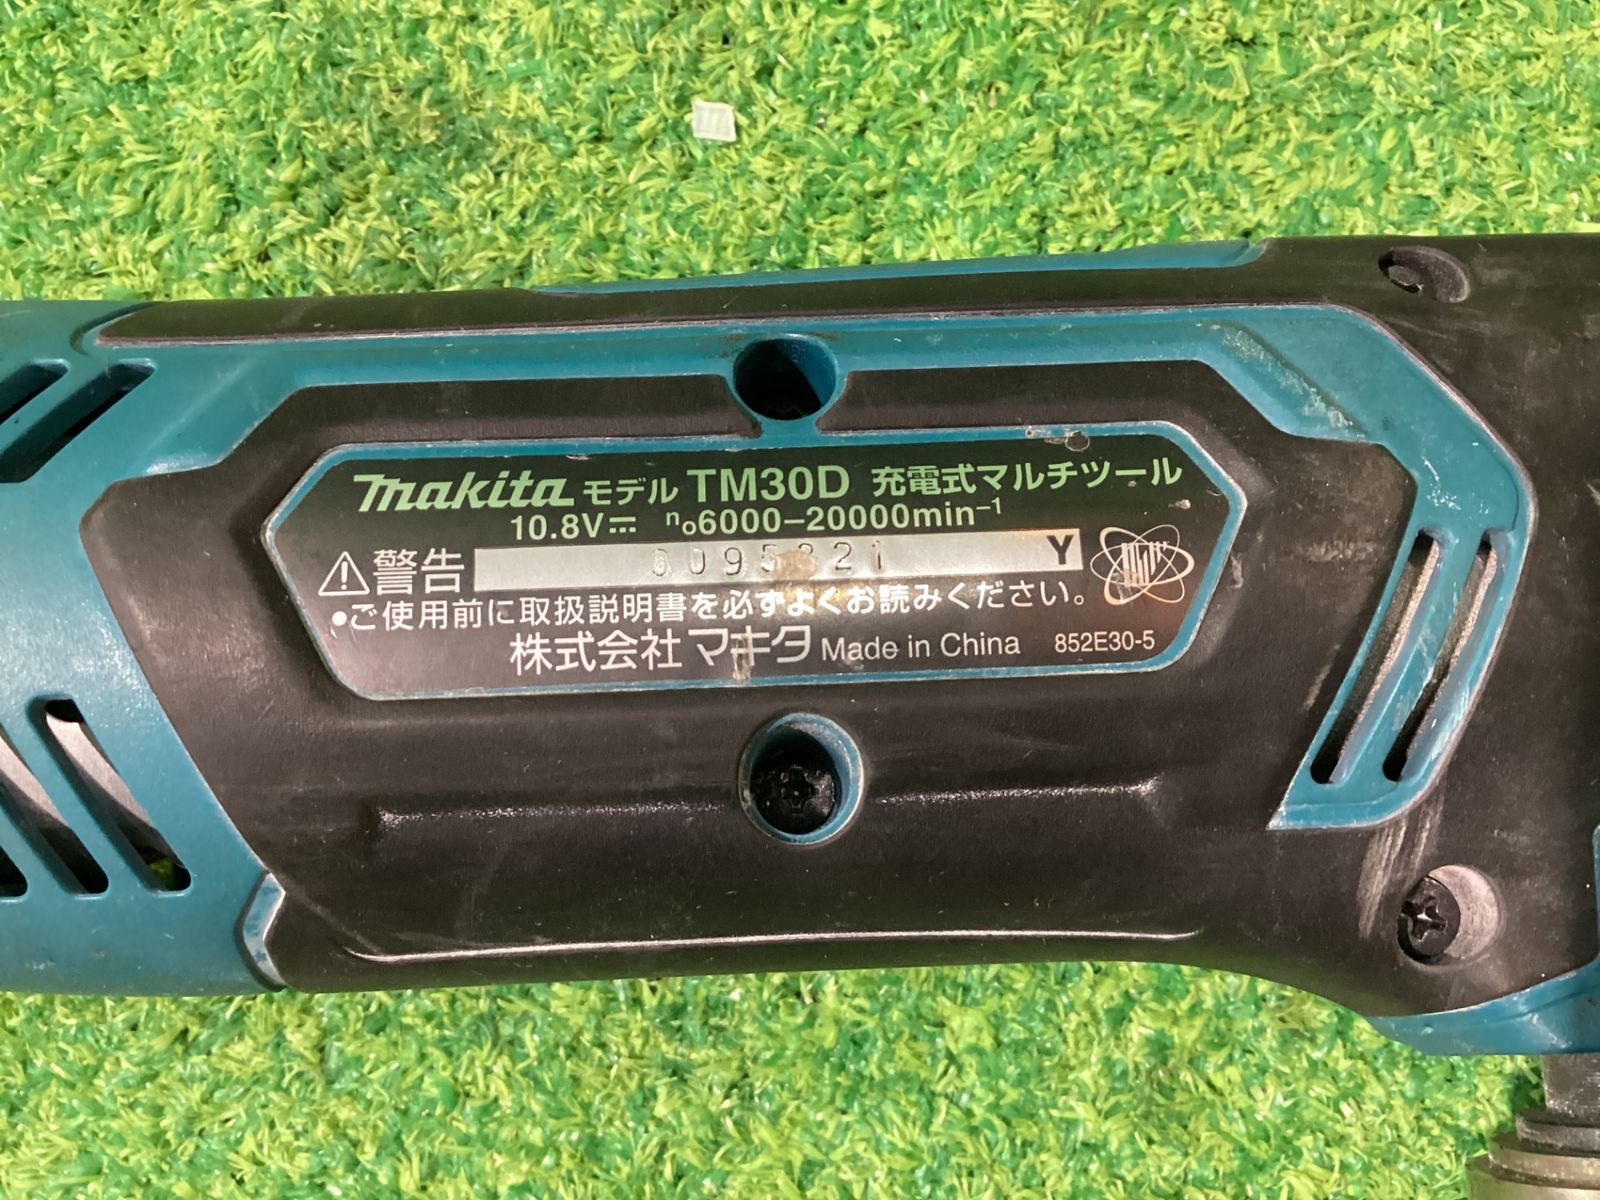 makita モデル TM30D 充電式マルチツール
10.8V⎓ n₀6000–20000min⁻¹
⚠警告 Y
●ご使用前に取扱説明書を必ずよくお読みください。
株式会社マキタ Made in China 852E30-5